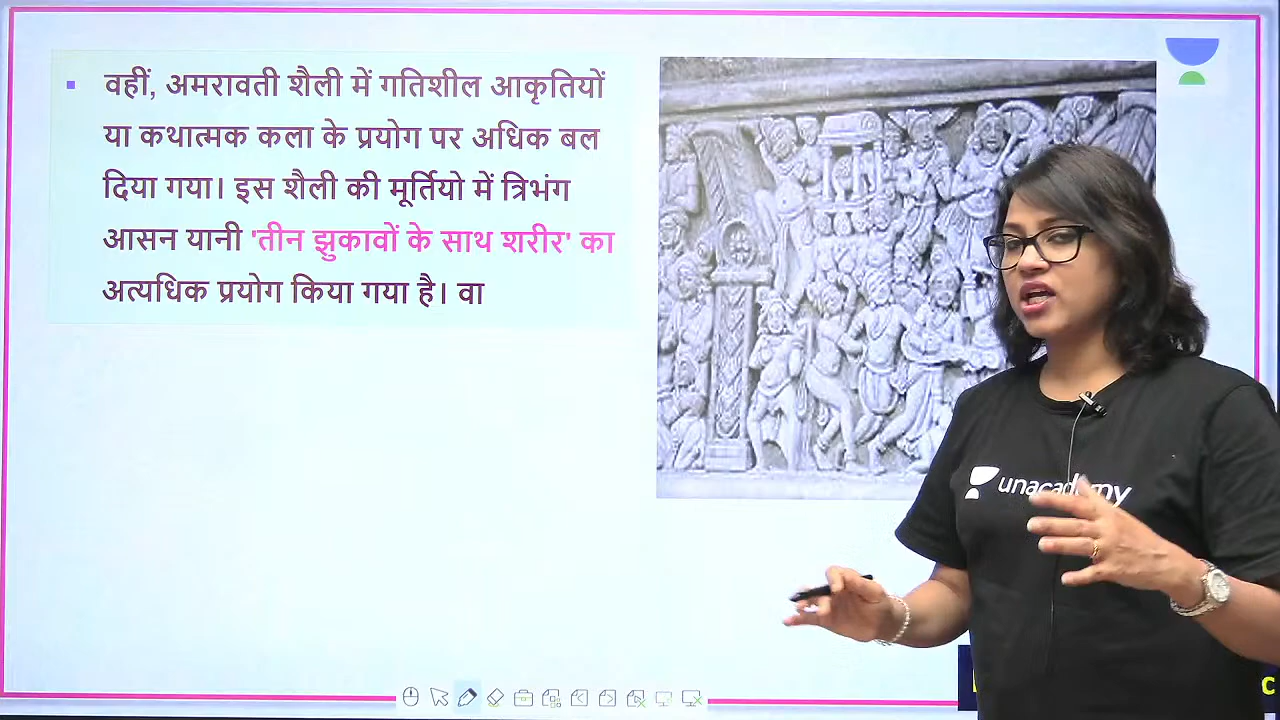 वहीं, अमरावती शैली में गतिशील आकृतियों
या कथात्मक कला के प्रयोग पर अधिक बल
दिया गया। इस शैली की मूर्तियो में त्रिभंग
आसन यानी 'तीन झुकावों के साथ शरीर' का
अत्यधिक प्रयोग किया गया है। वा
unacademy